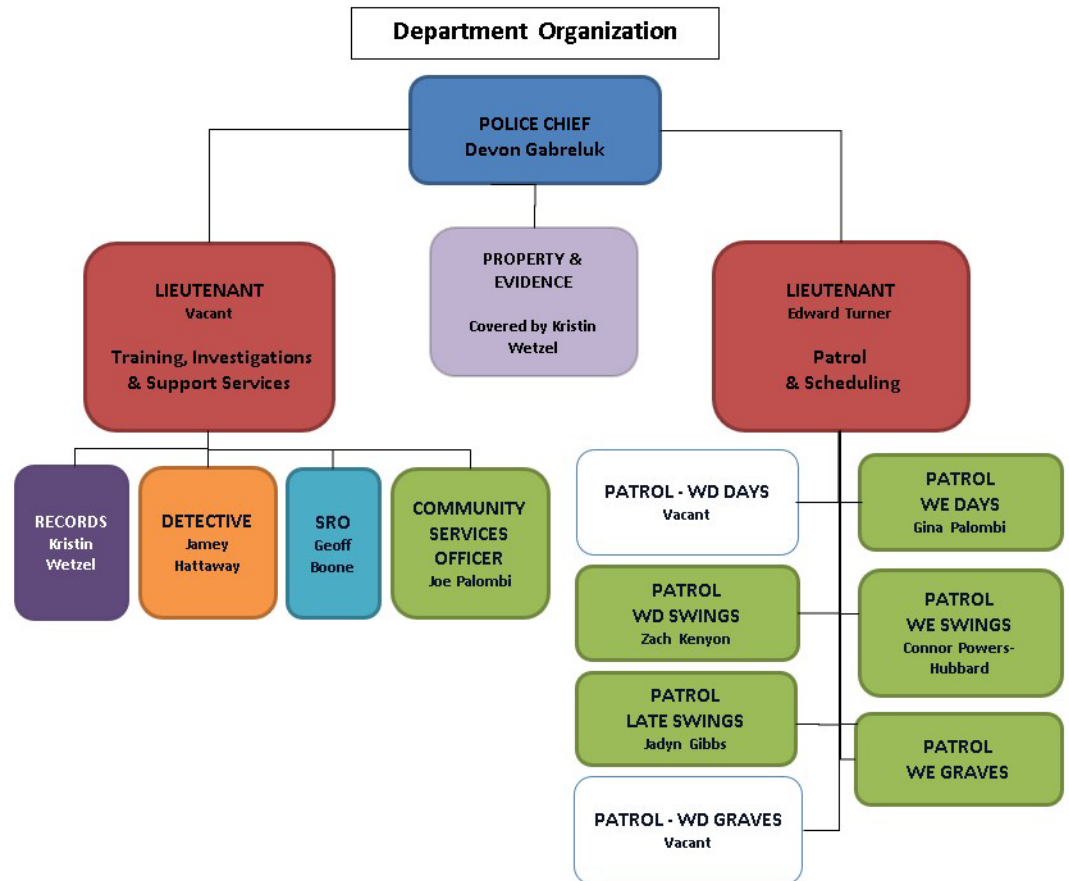 Department Organization
POLICE CHIEF
Devon Gabreluk
LIEUTENANT
Vacant
Training, Investigations
& Support Services
PROPERTY &
EVIDENCE
Covered by Kristin
Wetzel
LIEUTENANT
Edward Turner
Patrol
& Scheduling
RECORDS
Kristin
Wetzel
DETECTIVE
Jamey
Hattaway
SRO
Geoff
Boone
COMMUNITY
SERVICES
OFFICER
Joe Palombi
PATROL - WD DAYS
Vacant
PATROL
WE DAYS
Gina Palombi
PATROL
WD SWINGS
Zach Kenyon
PATROL
WE SWINGS
Connor Powers-
Hubbard
PATROL
LATE SWINGS
Jadyn Gibbs
PATROL
WE GRAVES
PATROL - WD GRAVES
Vacant